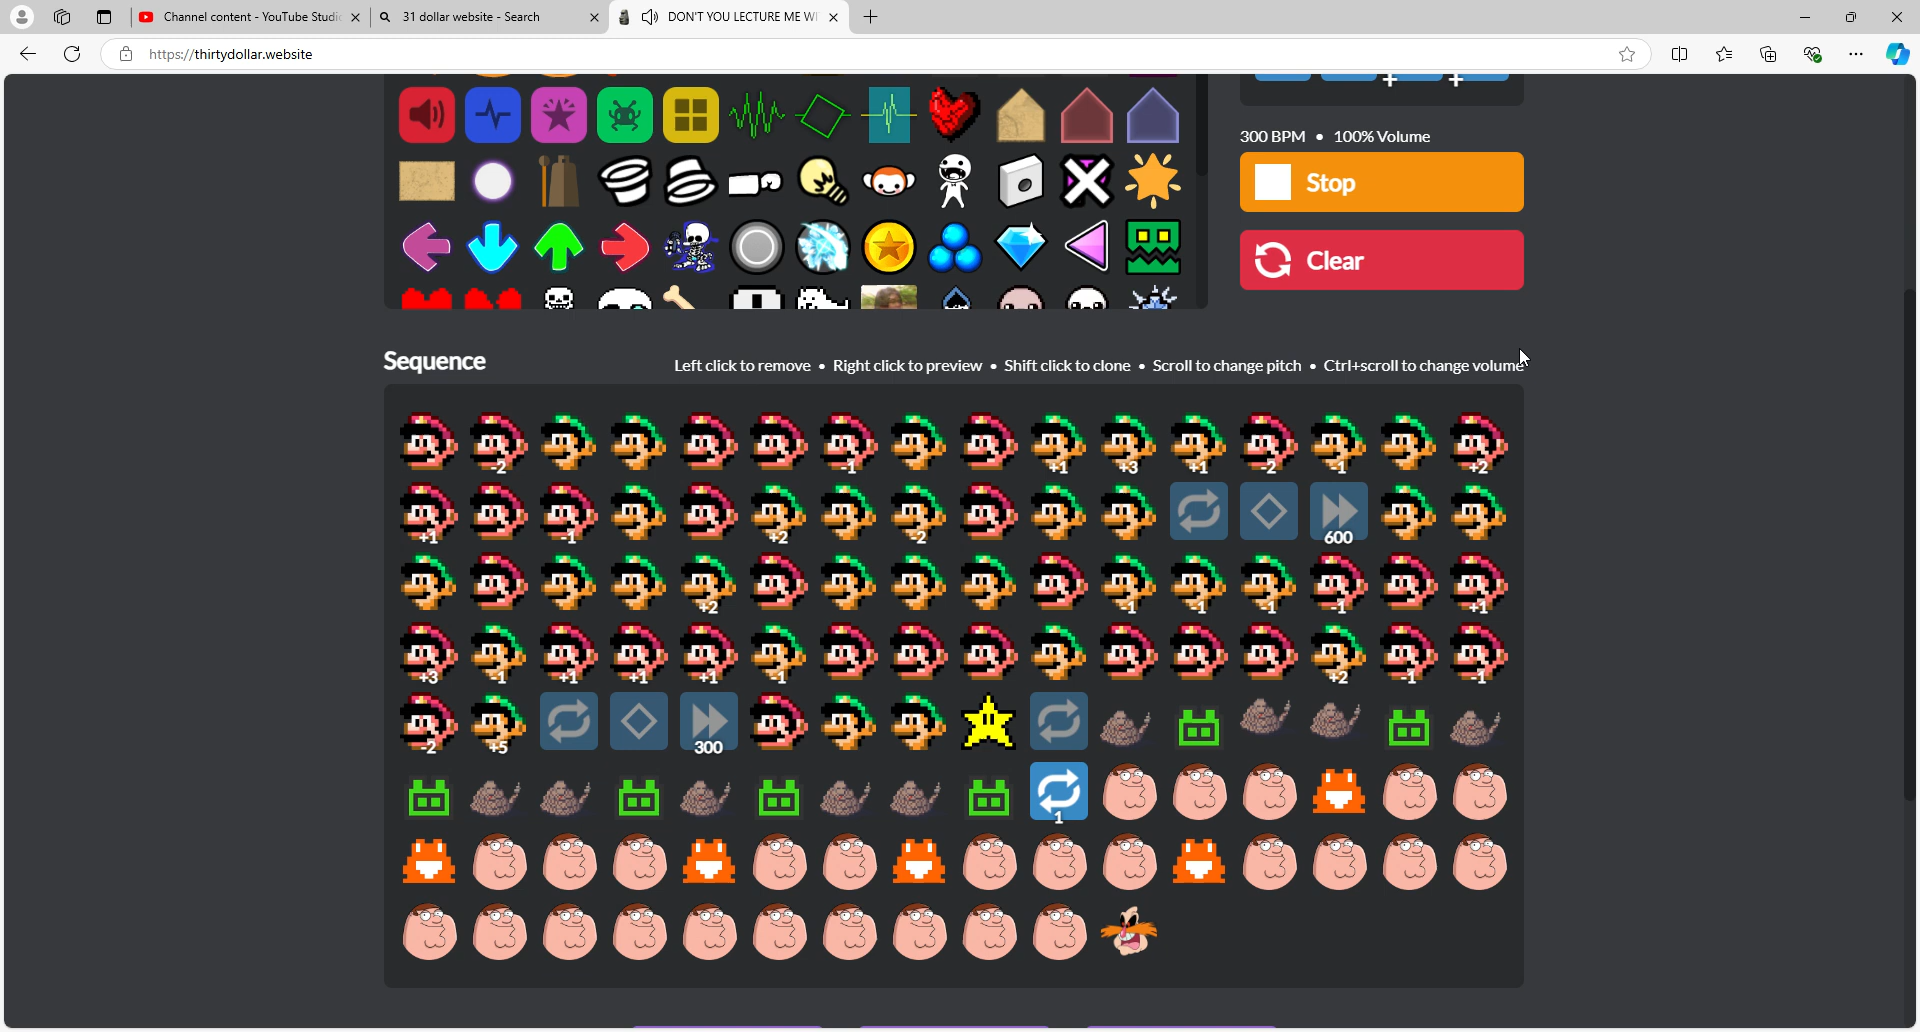 Channel content - YouTube Studi
31 dollar website - Search
DON'T YOU LECTURE ME WI
https://thirtydollar.website
300 BPM • 100% Volume
Stop
Clear
Sequence
Left click to remove • Right click to preview • Shift click to clone • Scroll to change pitch • Ctrl+scroll to change volume
-2 -1 +1 +3 +1 -2 -1 +2
+1 -1 +2 -2 600
+2 -1 -1 -1 -1 +1
+3 -1 +1 +1 +1 -1 +2 -1 -1
-2 +5 300
1